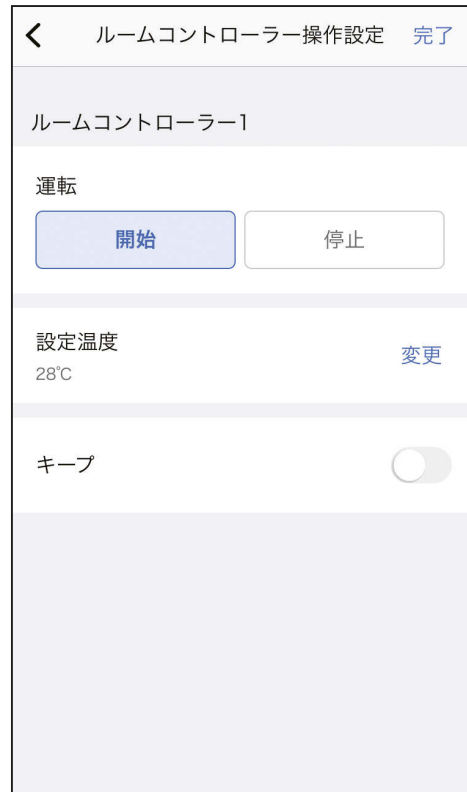 ルームコントローラー操作設定 完了
ルームコントローラー1
運転
開始 停止
設定温度
28℃
変更
キープ